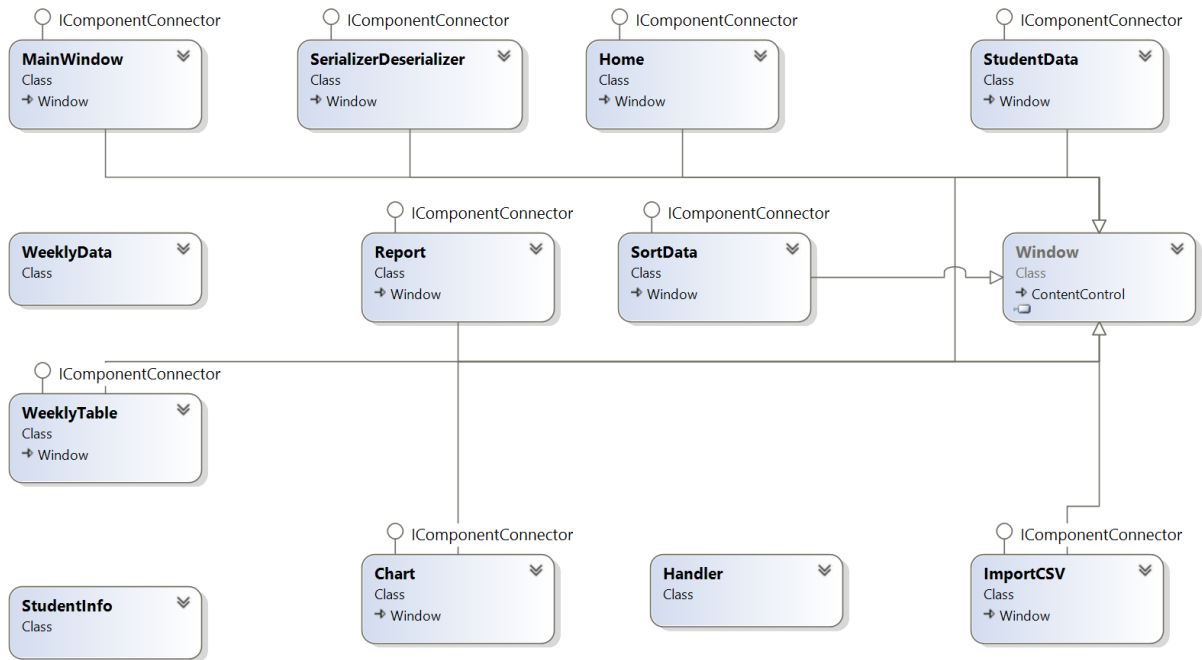 IComponentConnector
MainWindow
Class
Window
IComponentConnector
SerializerDeserializer
Class
Window
IComponentConnector
Home
Class
Window
IComponentConnector
StudentData
Class
Window
WeeklyData
Class
IComponentConnector
Report
Class
Window
IComponentConnector
SortData
Class
Window
Window
Class
ContentControl
IComponentConnector
WeeklyTable
Class
Window
StudentInfo
Class
IComponentConnector
Chart
Class
Window
Handler
Class
IComponentConnector
ImportCSV
Class
Window